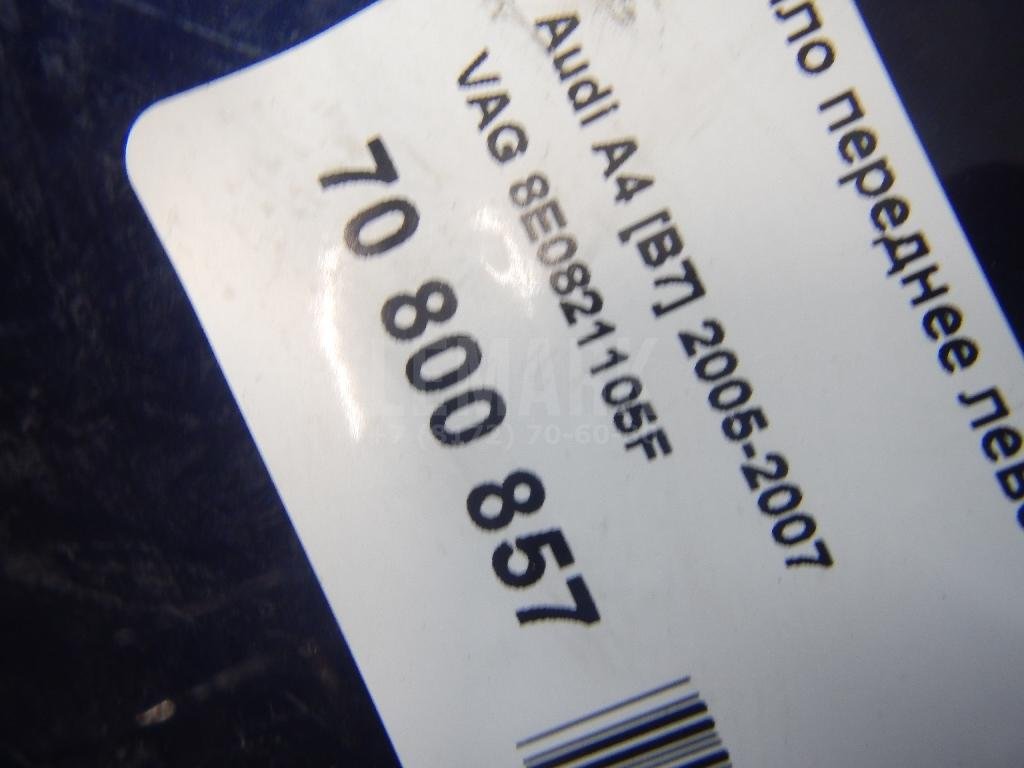 ло переднее лев
Audi A4 [B7] 2005-2007
VAG 8E0821105F
70 800 857